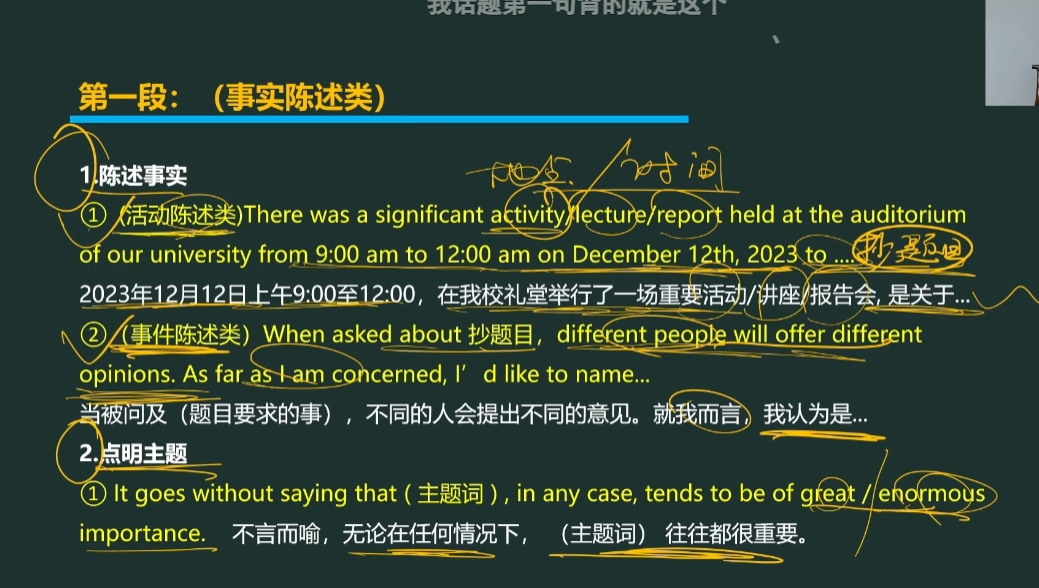 我话题第一句背的就是这个
第一段：（事实陈述类）
1.陈述事实
地点/时间
① (活动陈述类)There was a significant activity/lecture/report held at the auditorium
of our university from 9:00 am to 12:00 am on December 12th, 2023 to .... 抄题目
2023年12月12日上午9:00至12:00，在我校礼堂举行了一场重要活动/讲座/报告会, 是关于...
②（事件陈述类）When asked about 抄题目，different people will offer different
opinions. As far as I am concerned, I’d like to name...
当被问及（题目要求的事），不同的人会提出不同的意见。就我而言，我认为是...
2.点明主题
① It goes without saying that ( 主题词 ) , in any case, tends to be of great / enormous
importance. 不言而喻，无论在任何情况下，（主题词） 往往都很重要。